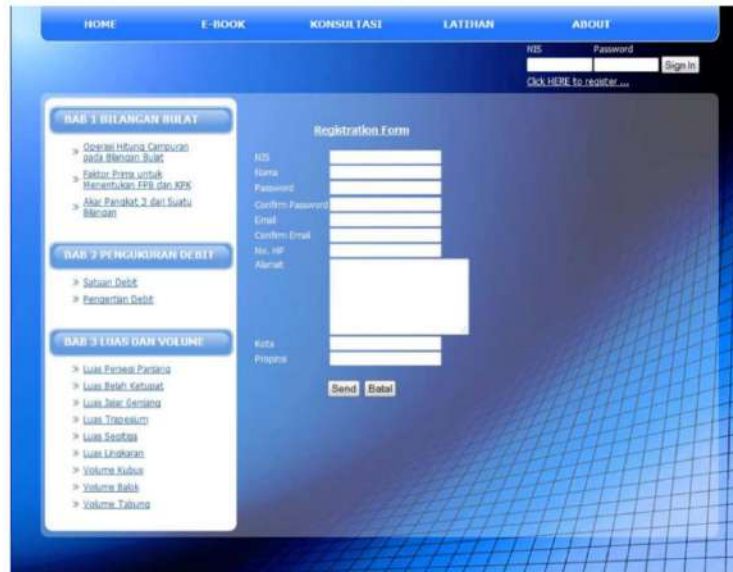 HOME E-BOOK KONSULTASI LATIHAN ABOUT
NIS Password
Sign In
Click HERE to register ...
BAB 1 BILANGAN BULAT
» Operasi Hitung Campuran
pada Bilangan Bulat
» Faktor Prima untuk
Menentukan FPB dan KPK
» Akar Pangkat 3 dari Suatu
Bilangan
BAB 2 PENGUKURAN DEBIT
» Satuan Debit
» Pengertian Debit
BAB 3 LUAS DAN VOLUME
» Luas Persegi Panjang
» Luas Belah Ketupat
» Luas Jajar Genjang
» Luas Trapesium
» Luas Segitiga
» Luas Lingkaran
» Volume Kubus
» Volume Balok
» Volume Tabung
Registration Form
NIS
Nama
Password
Confirm Password
Email
Confirm Email
No. HP
Alamat
Kota
Propinsi
Send Batal